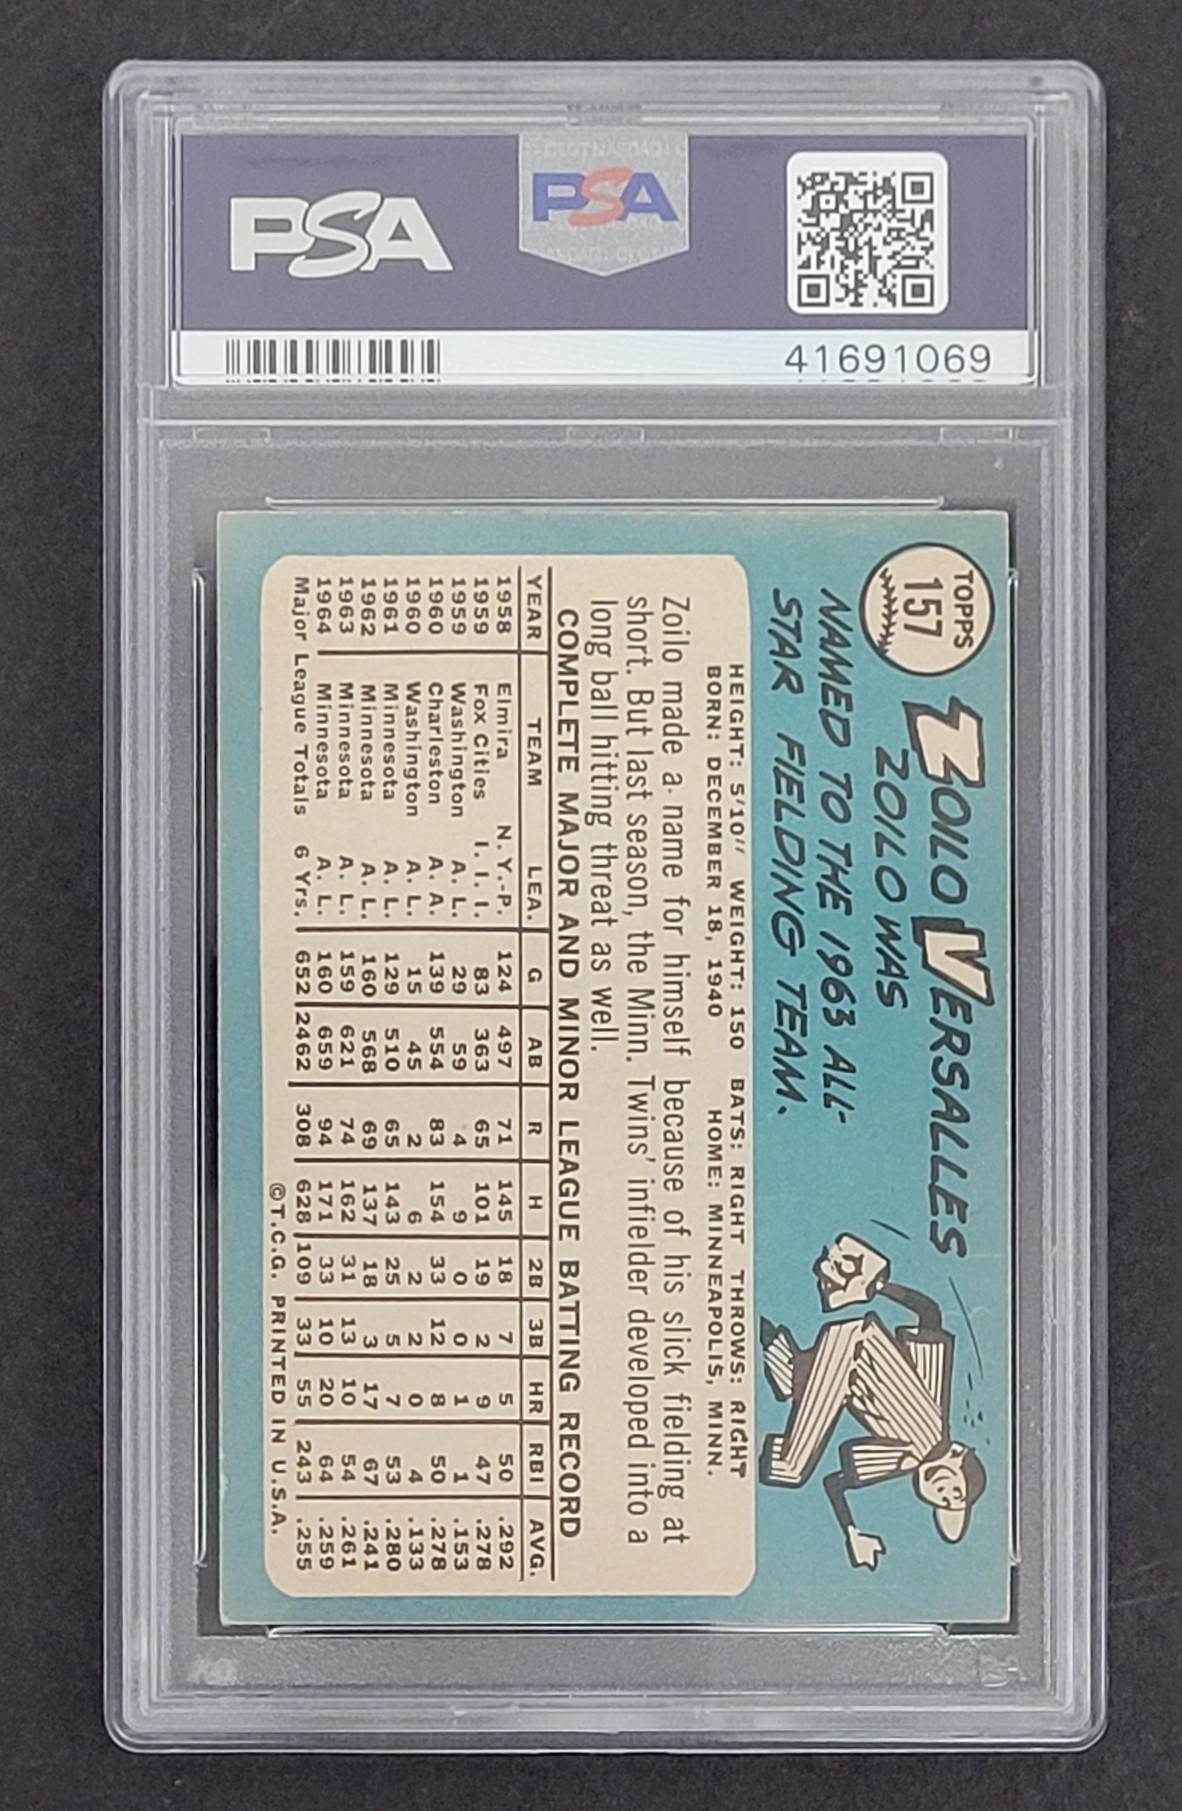 PSA
PSA
41691069
TOPPS
157
ZOILO VERSALLES
ZOILO WAS
NAMED TO THE 1963 ALL-
STAR FIELDING TEAM.
HEIGHT: 5'10" WEIGHT: 150 BATS: RIGHT THROWS: RIGHT
BORN: DECEMBER 18, 1940 HOME: MINNEAPOLIS, MINN.
Zoilo made a name for himself because of his slick fielding at
short. But last season, the Minn. Twins' infielder developed into a
long ball hitting threat as well.
COMPLETE MAJOR AND MINOR LEAGUE BATTING RECORD
YEAR TEAM LEA. G AB R H 2B 3B HR RBI AVG.
1958 Elmira N. Y.-P. 124 497 71 145 18 7 5 50 .292
1959 Fox Cities I. I. I. 83 363 65 101 19 2 9 47 .278
1959 Washington A. L. 29 59 4 9 0 0 1 1 .153
1960 Charleston A. A. 139 554 83 154 33 12 8 50 .278
1960 Washington A. L. 15 45 2 6 2 2 0 4 .133
1961 Minnesota A. L. 129 510 65 143 25 5 7 53 .280
1962 Minnesota A. L. 160 568 69 137 18 3 17 67 .241
1963 Minnesota A. L. 159 621 74 162 31 13 10 54 .261
1964 Minnesota A. L. 160 659 94 171 33 10 20 64 .259
Major League Totals 6 Yrs. 652 2462 308 628 109 33 55 243 .255
©T.C.G. PRINTED IN U.S.A.